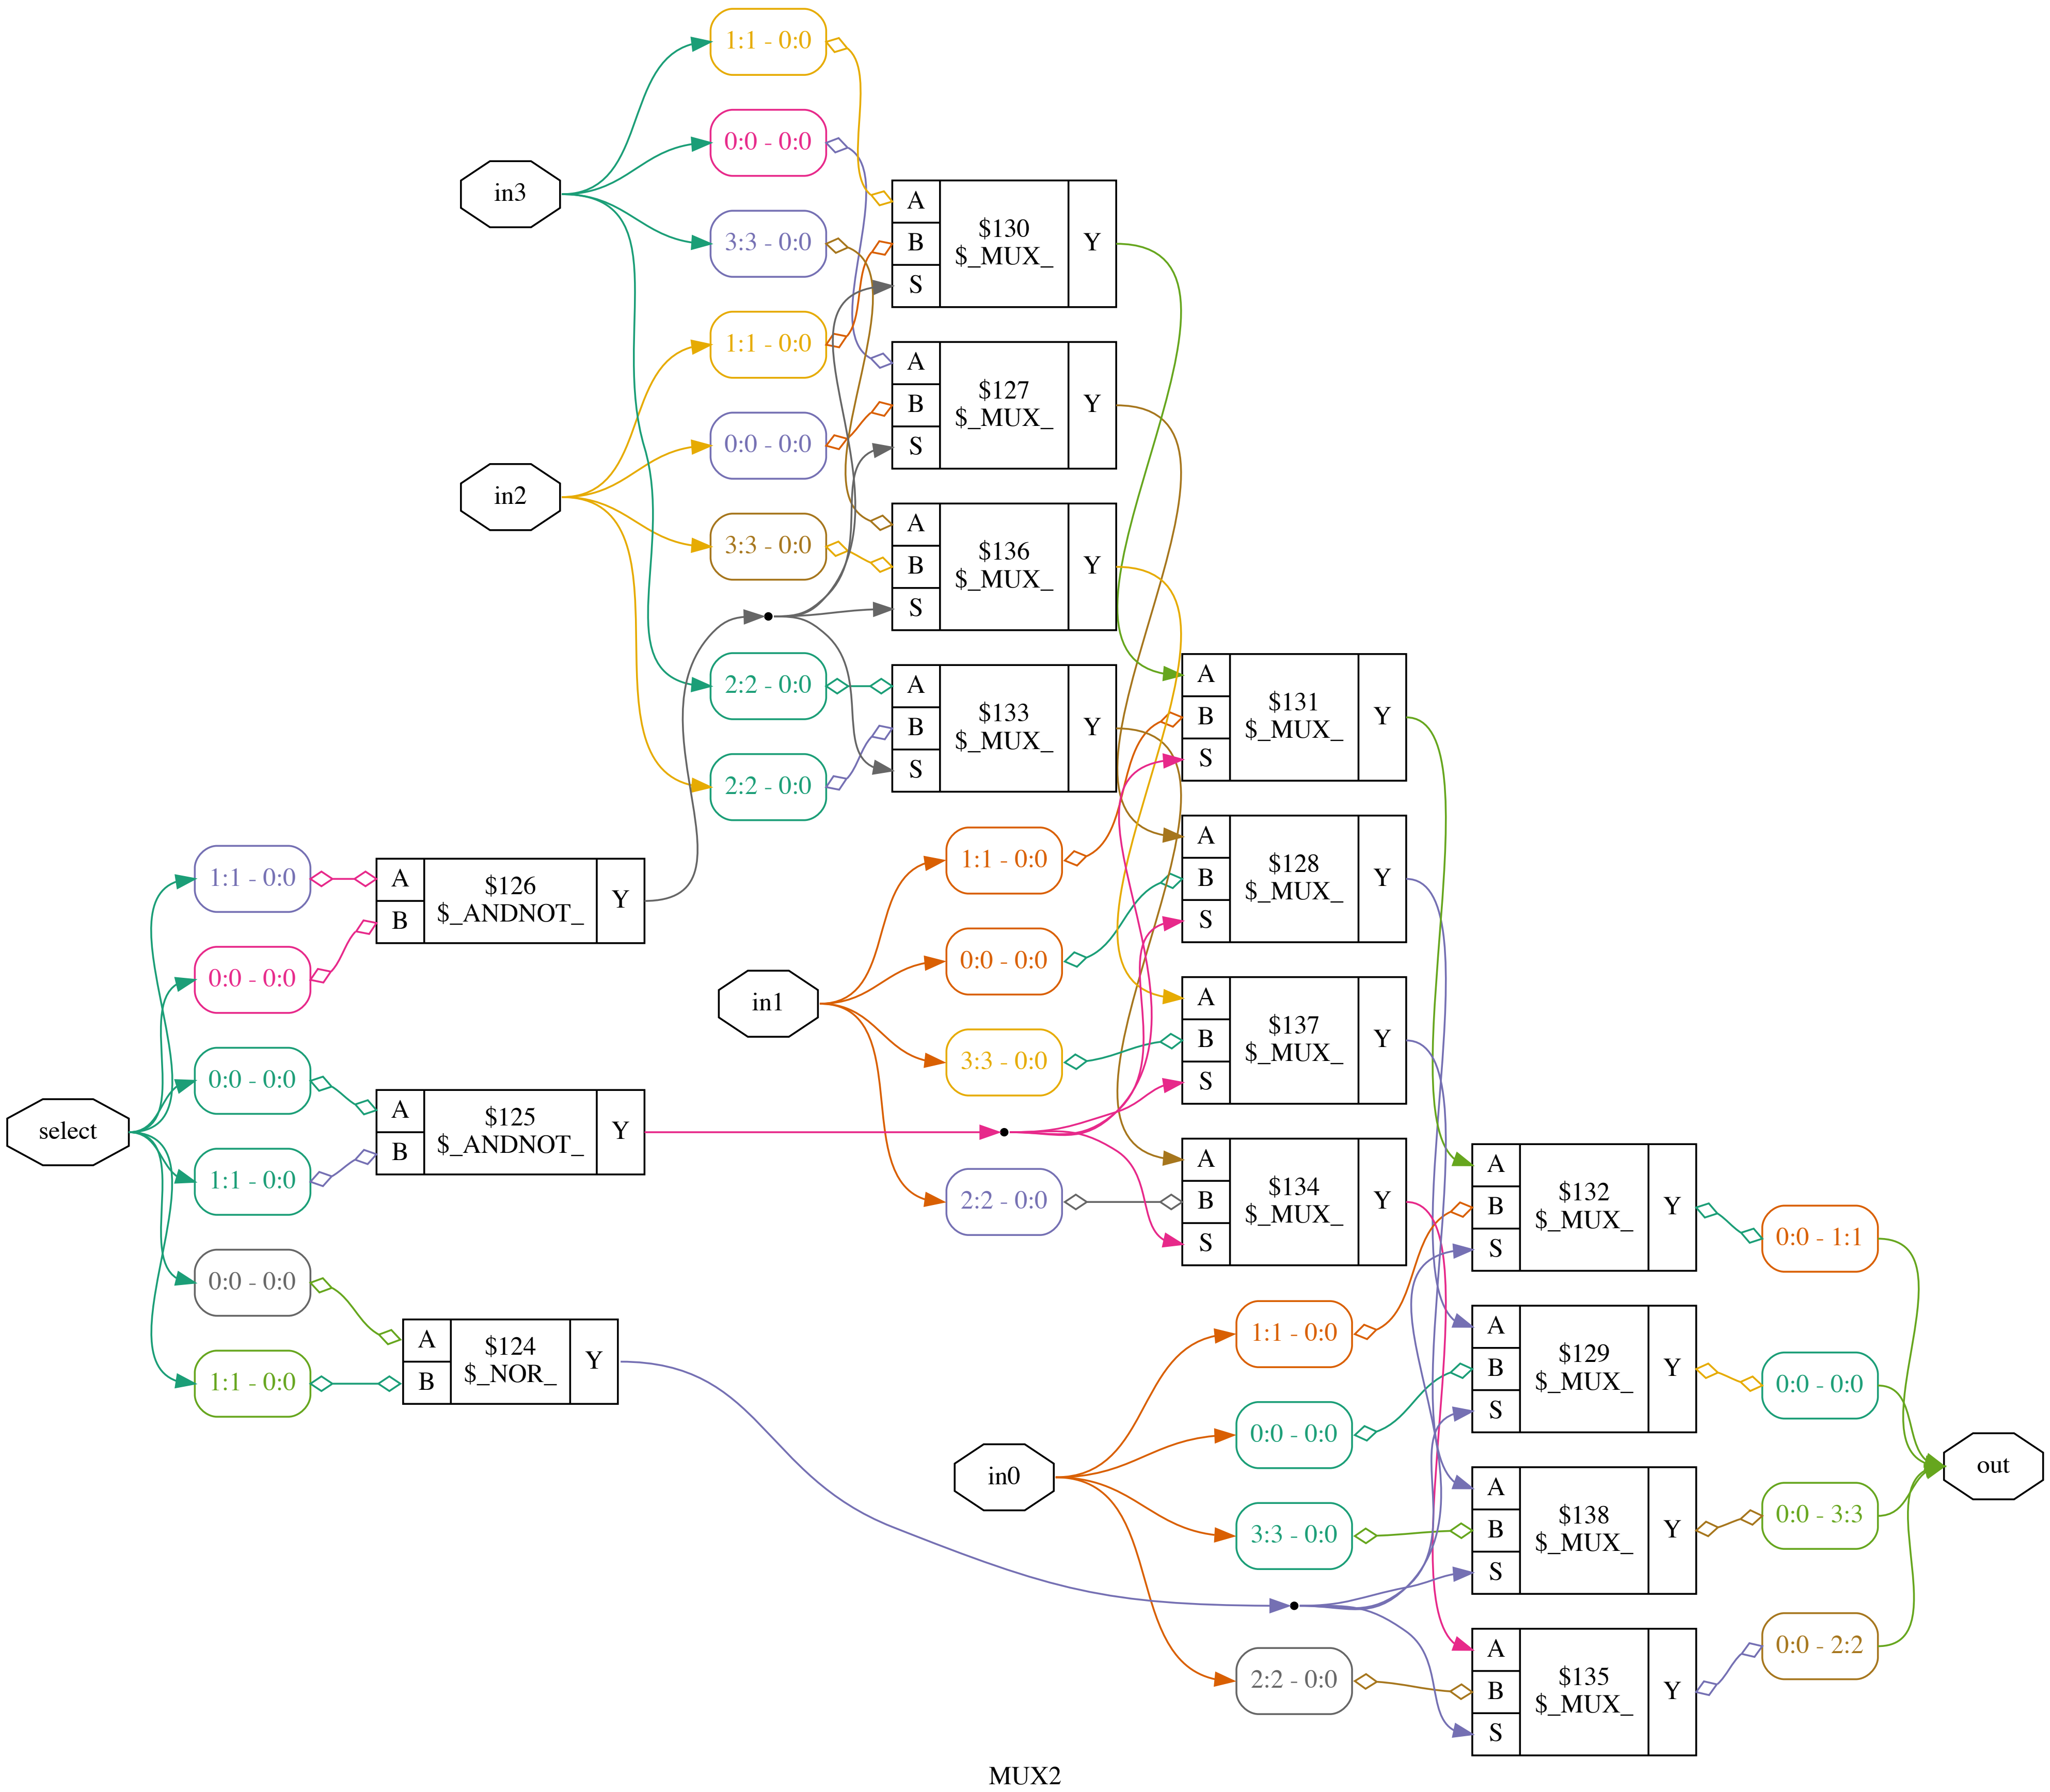 1:1 - 0:0
0:0 - 0:0
in3
3:3 - 0:0
A
B
S
$130
$_MUX_
Y
1:1 - 0:0
0:0 - 0:0
in2
3:3 - 0:0
A
B
S
$127
$_MUX_
Y
A
B
S
$136
$_MUX_
Y
2:2 - 0:0
2:2 - 0:0
A
B
S
$133
$_MUX_
Y
A
B
S
$131
$_MUX_
Y
1:1 - 0:0
0:0 - 0:0
A
B
$126
$_ANDNOT_
Y
1:1 - 0:0
0:0 - 0:0
in1
3:3 - 0:0
2:2 - 0:0
A
B
S
$128
$_MUX_
Y
A
B
S
$137
$_MUX_
Y
select
0:0 - 0:0
1:1 - 0:0
A
B
$125
$_ANDNOT_
Y
A
B
S
$134
$_MUX_
Y
0:0 - 0:0
1:1 - 0:0
A
B
$124
$_NOR_
Y
A
B
S
$132
$_MUX_
Y
0:0 - 1:1
1:1 - 0:0
0:0 - 0:0
in0
3:3 - 0:0
2:2 - 0:0
A
B
S
$129
$_MUX_
Y
0:0 - 0:0
out
A
B
S
$138
$_MUX_
Y
0:0 - 3:3
A
B
S
$135
$_MUX_
Y
0:0 - 2:2
MUX2